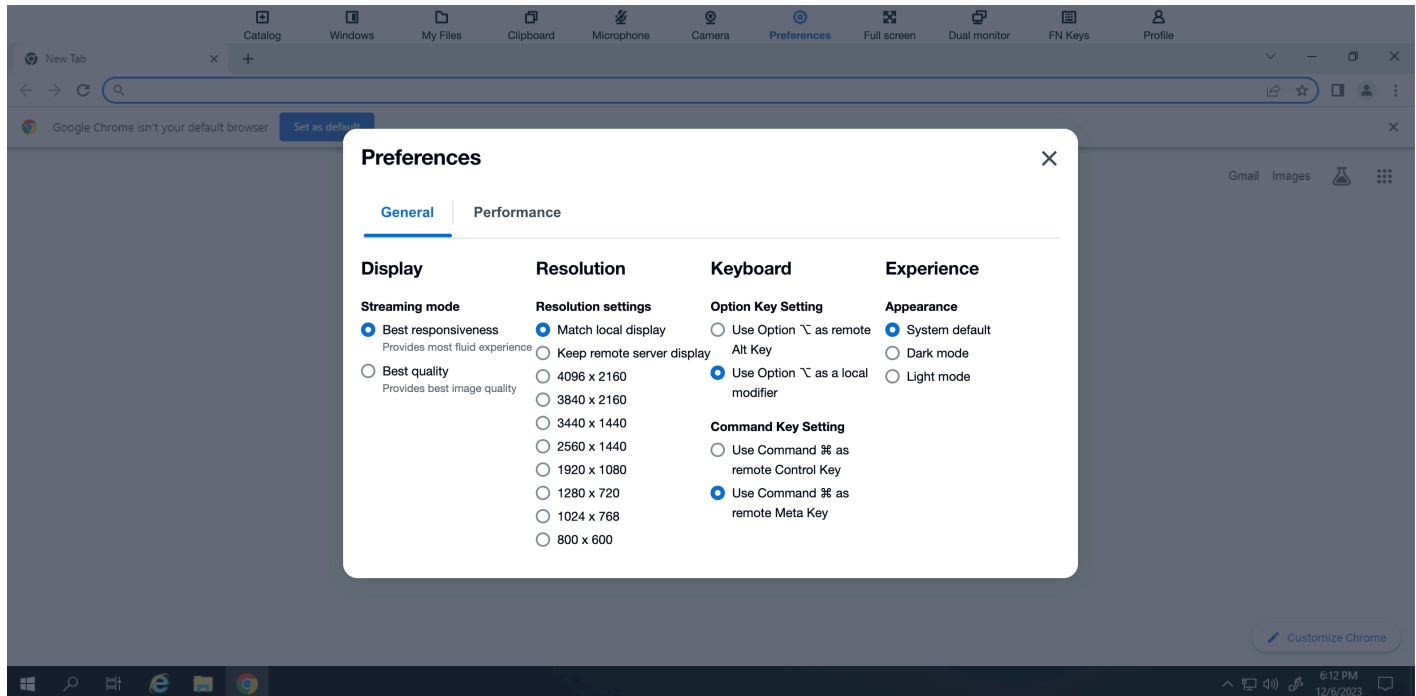 Catalog Windows My Files Clipboard Microphone Camera Preferences Full screen Dual monitor FN Keys Profile
New Tab
Google Chrome isn't your default browser Set as default
Gmail Images
Preferences
General Performance
Display
Streaming mode
Best responsiveness
Provides most fluid experience
Best quality
Provides best image quality
Resolution
Resolution settings
Match local display
Keep remote server display
4096 x 2160
3840 x 2160
3440 x 1440
2560 x 1440
1920 x 1080
1280 x 720
1024 x 768
800 x 600
Keyboard
Option Key Setting
Use Option ⌥ as remote
Alt Key
Use Option ⌥ as a local
modifier
Command Key Setting
Use Command ⌘ as
remote Control Key
Use Command ⌘ as
remote Meta Key
Experience
Appearance
System default
Dark mode
Light mode
Customize Chrome
6:12 PM
12/6/2023